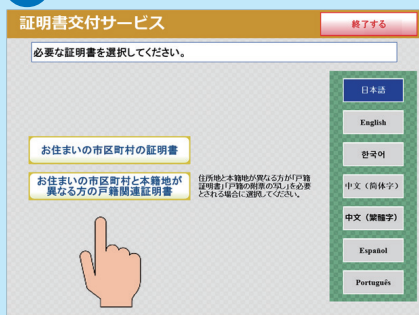 証明書交付サービス
終了する
必要な証明書を選択してください。
お住まいの市区町村の証明書
お住まいの市区町村と本籍地が
異なる方の戸籍関連証明書
住所地と本籍地が異なる方が「戸籍
証明書」「戸籍の附票の写し」を必要
とされる場合に選択してください。
日本語
English
한국어
中文（简体字）
中文（繁體字）
Español
Português